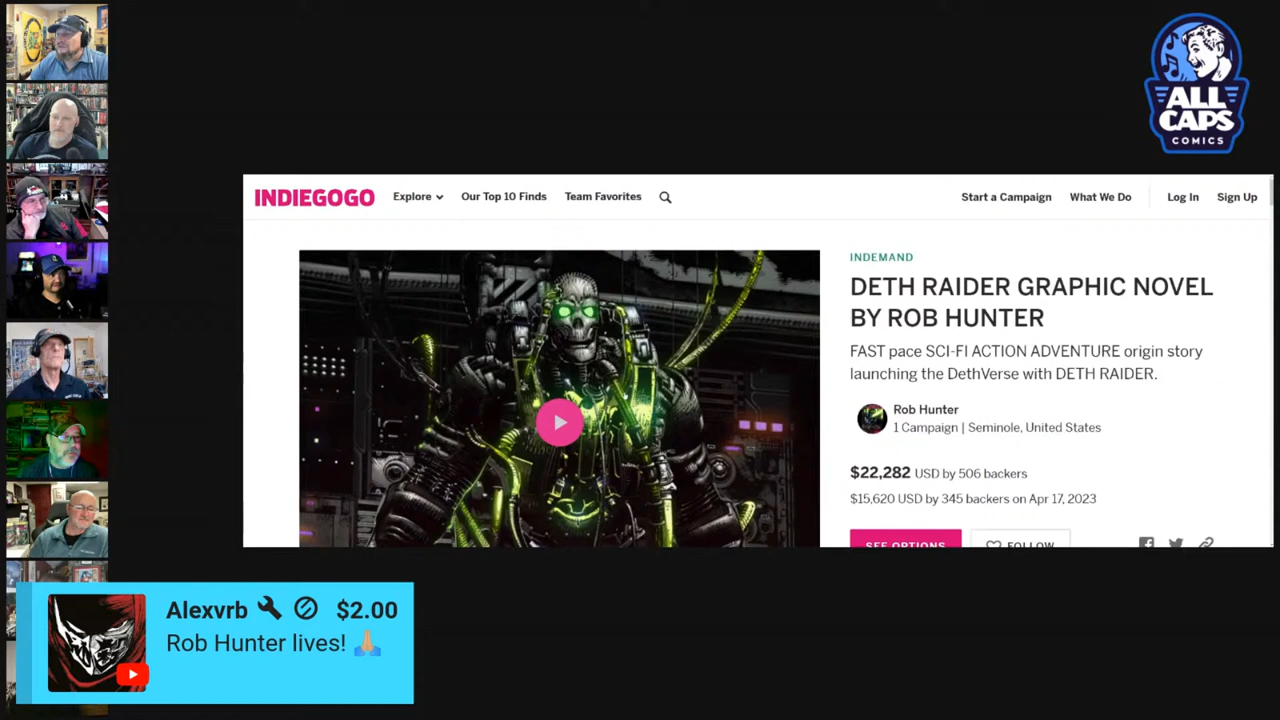 ALL
CAPS
COMICS
INDIEGOGO
Explore
Our Top 10 Finds
Team Favorites
Start a Campaign
What We Do
Log In
Sign Up
INDEMAND
DETH RAIDER GRAPHIC NOVEL
BY ROB HUNTER
FAST pace SCI-FI ACTION ADVENTURE origin story
launching the DethVerse with DETH RAIDER.
Rob Hunter
1 Campaign | Seminole, United States
$22,282 USD by 506 backers
$15,620 USD by 345 backers on Apr 17, 2023
SEE OPTIONS
FOLLOW
Alexvrb $2.00
Rob Hunter lives! 🙏🏼